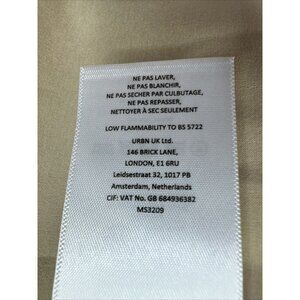 NE PAS LAVER,
NE PAS BLANCHIR,
NE PAS SECHER PAR CULBUTAGE,
NE PAS REPASSER,
NETTOYER À SEC SEULEMENT
LOW FLAMMABILITY TO BS 5722
URBN UK Ltd.
146 BRICK LANE,
LONDON, E1 6RU
Leidsestraat 32, 1017 PB
Amsterdam, Netherlands
CIF: VAT No. GB 684936382
MS3209